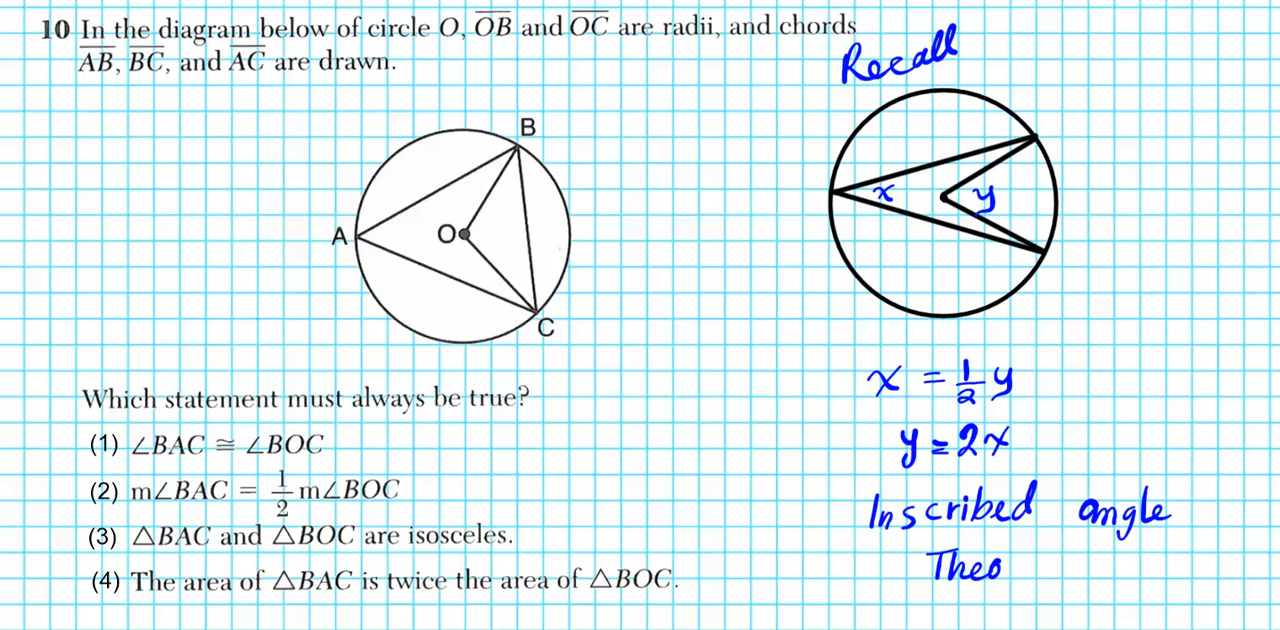 10 In the diagram below of circle O, OB and OC are radii, and chords
AB, BC, and AC are drawn.
Recall
B
A
O
C
x
y
Which statement must always be true?
(1) ∠BAC ≅ ∠BOC
(2) m∠BAC = 1/2 m∠BOC
(3) △BAC and △BOC are isosceles.
(4) The area of △BAC is twice the area of △BOC.
x = 1/2 y
y = 2x
Inscribed angle
Theo